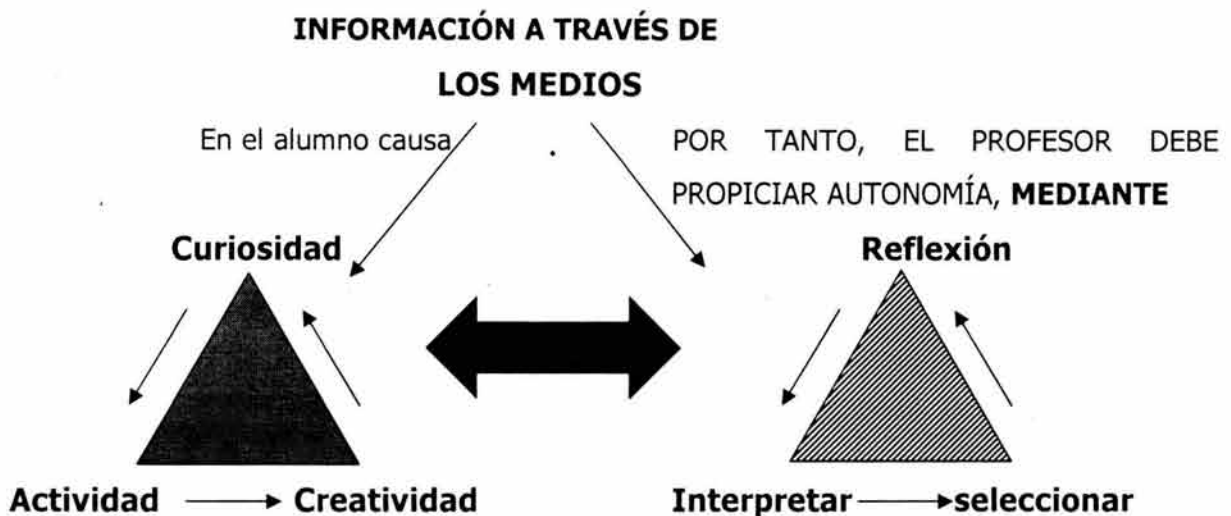 INFORMACIÓN A TRAVÉS DE
LOS MEDIOS
En el alumno causa
POR TANTO, EL PROFESOR DEBE
PROPICIAR AUTONOMÍA, MEDIANTE
Curiosidad
Reflexión
Actividad
Creatividad
Interpretar
seleccionar